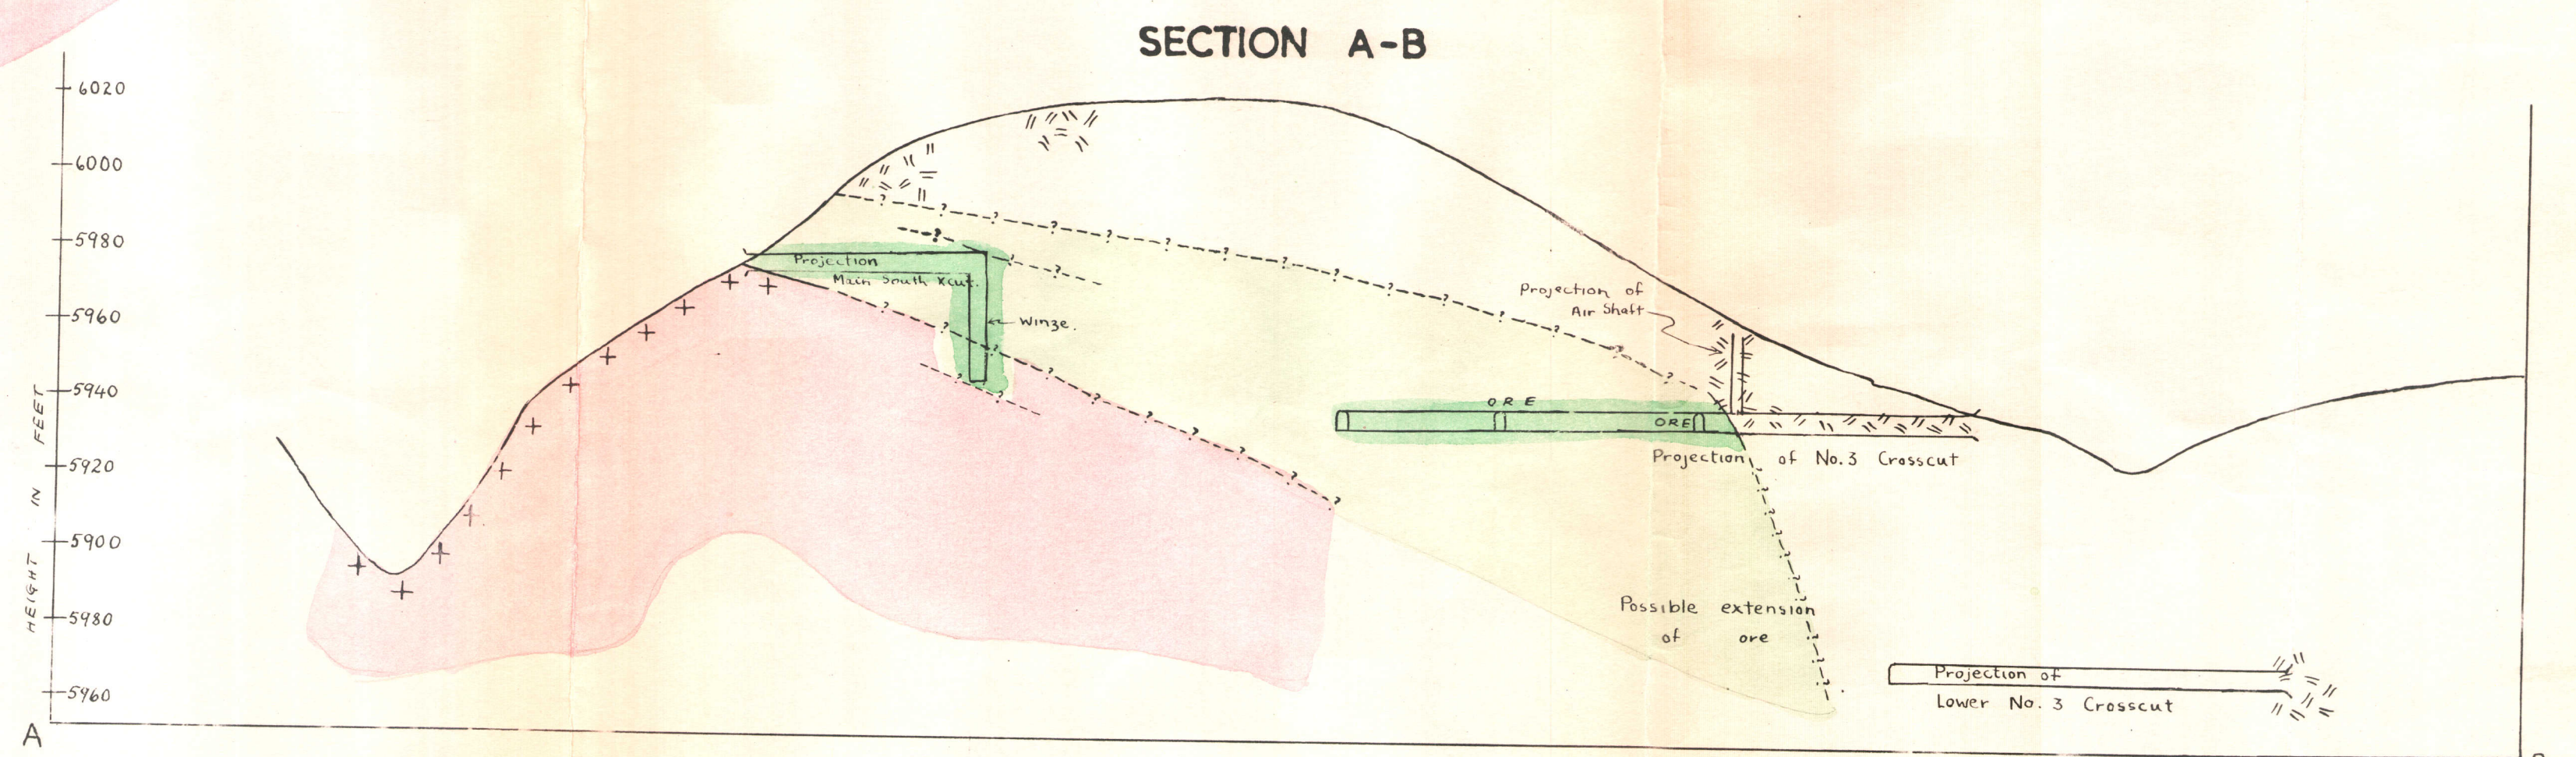 SECTION A-B
6020
6000
5980
5960
5940
5920
5900
5980
5960
HEIGHT IN FEET
Projection
Main South Xcut.
Winze.
Projection of
Air Shaft
ORE
ORE
Projection of No.3 Crosscut
Possible extension
of ore
Projection of
Lower No. 3 Crosscut
A